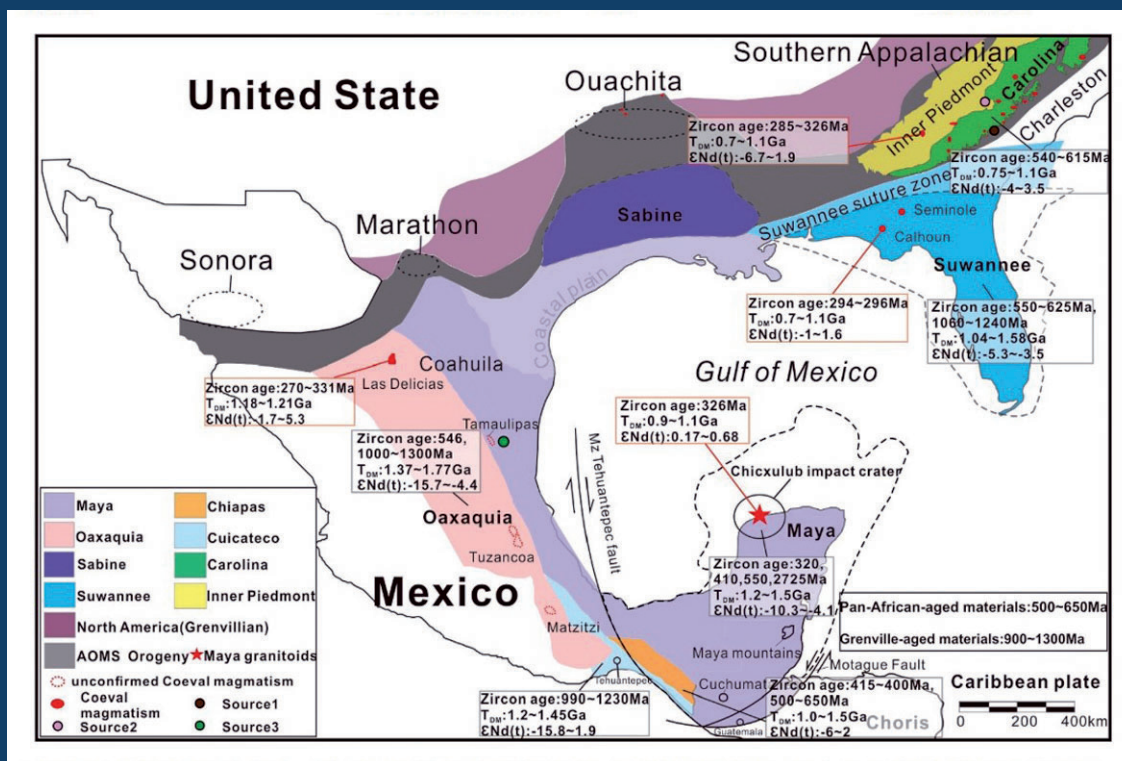 Southern Appalachian
Ouachita
United State
Carolina
Inner Piedmont
Charleston
Zircon age:285~326Ma
TDM:0.7~1.1Ga
ƐNd(t):-6.7~1.9
Zircon age:540~615Ma
TDM:0.75~1.1Ga
ƐNd(t):-4~3.5
Suwannee suture zone
Sabine
Marathon
Seminole
Calhoun
Sonora
Suwannee
Coastal plan
Zircon age:294~296Ma
TDM:0.7~1.1Ga
ƐNd(t):-1~1.6
Zircon age:550~625Ma,
1060~1240Ma
TDM:1.04~1.58Ga
ƐNd(t):-5.3~-3.5
Coahuila
Las Delicias
Gulf of Mexico
Zircon age:270~331Ma
TDM:1.18~1.21Ga
ƐNd(t):-1.7~5.3
Zircon age:326Ma
TDM:0.9~1.1Ga
ƐNd(t):0.17~0.68
Tamaulipas
Zircon age:546,
1000~1300Ma
TDM:1.37~1.77Ga
ƐNd(t):-15.7~-4.4
Mz Tehuantepec fault
Chicxulub impact crater
Oaxaquia
Maya
Tuzancoa
Zircon age:320,
410,550,2725Ma
TDM:1.2~1.5Ga
ƐNd(t):-10.3~-4.1
Mexico
Matzitzi
Pan-African-aged materials:500~650Ma
Grenville-aged materials:900~1300Ma
Maya mountains
Motague Fault
Tehuantepec
Zircon age:990~1230Ma
TDM:1.2~1.45Ga
ƐNd(t):-15.8~1.9
Cuchumat
Guatemala
Zircon age:415~400Ma,
500~650Ma
TDM:1.0~1.5Ga
ƐNd(t):-6~2
Choris
Caribbean plate
0 200 400km
Maya
Chiapas
Oaxaquia
Cuicateco
Sabine
Carolina
Suwannee
Inner Piedmont
North America(Grenvillian)
AOMS Orogeny
Maya granitoids
unconfirmed Coeval magmatism
Coeval
magmatism
Source1
Source2
Source3